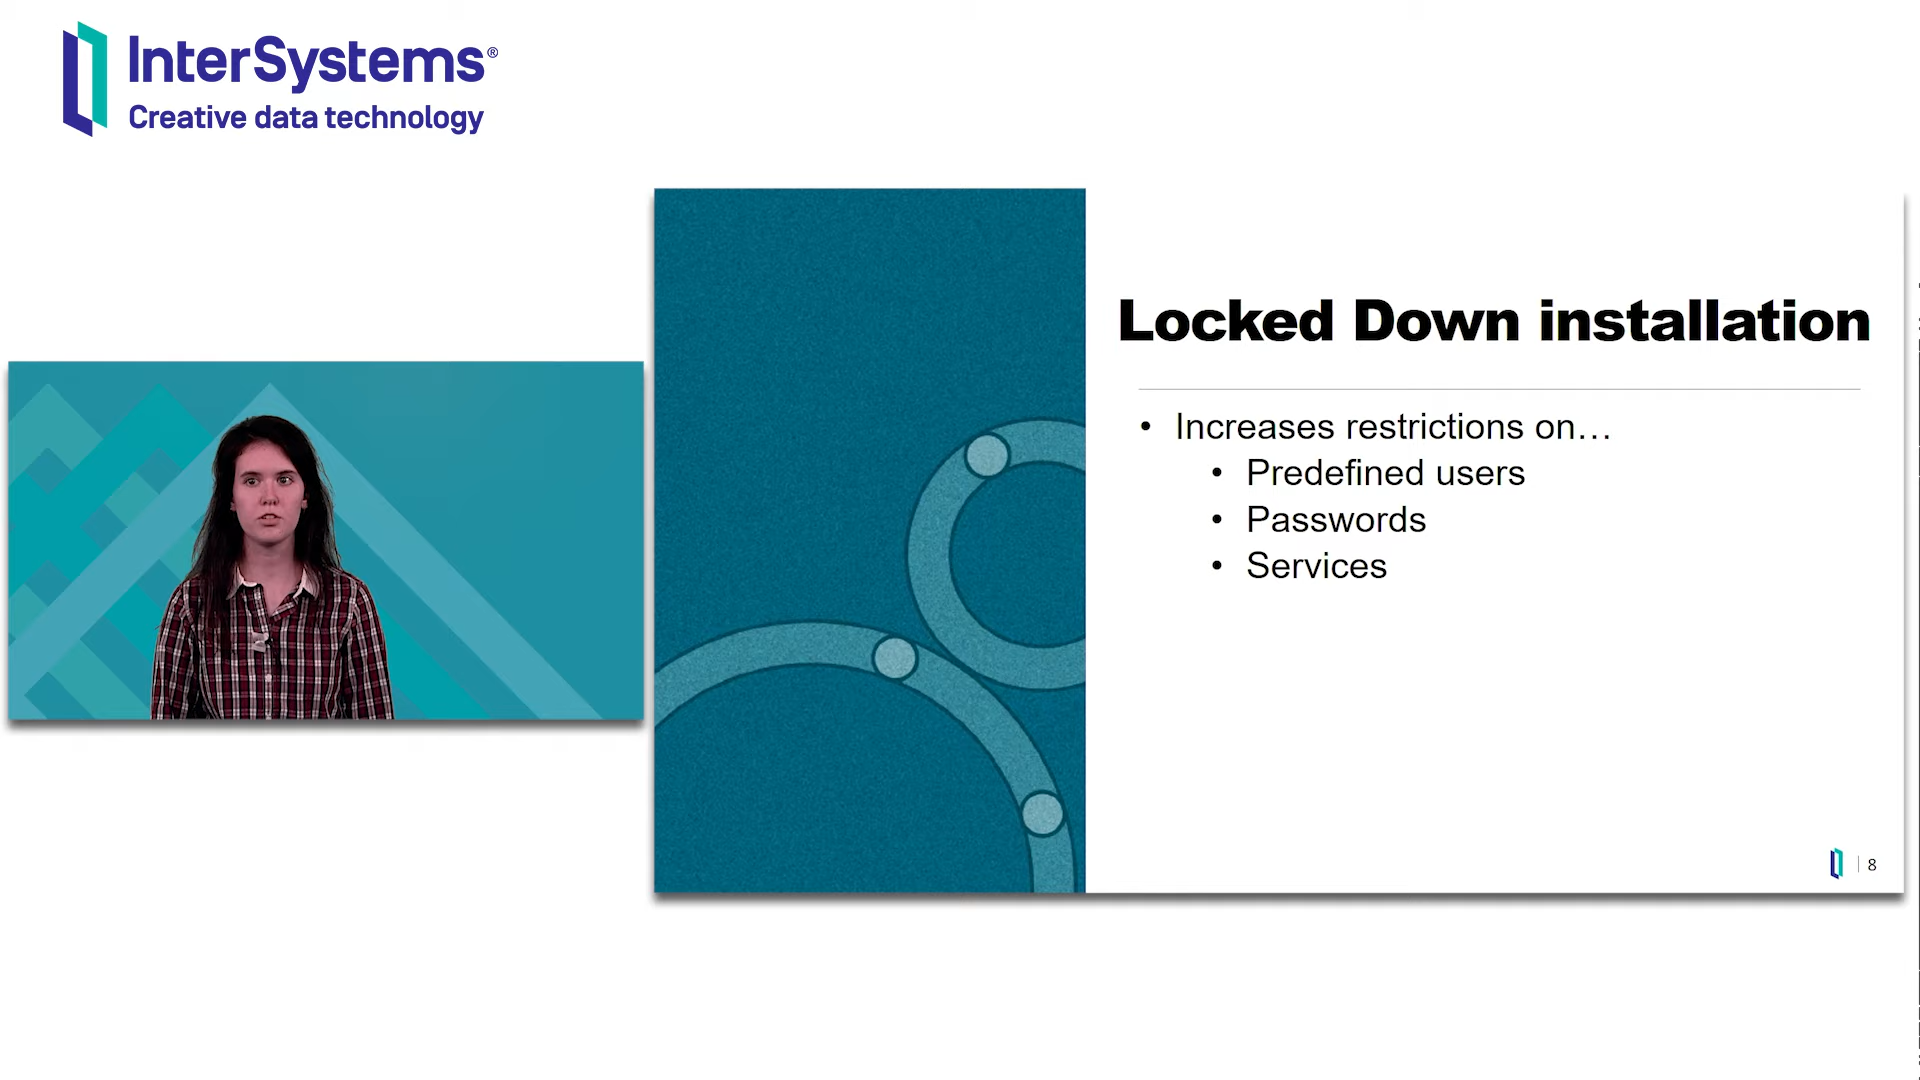 InterSystems®
Creative data technology
Locked Down installation
• Increases restrictions on…
• Predefined users
• Passwords
• Services
8